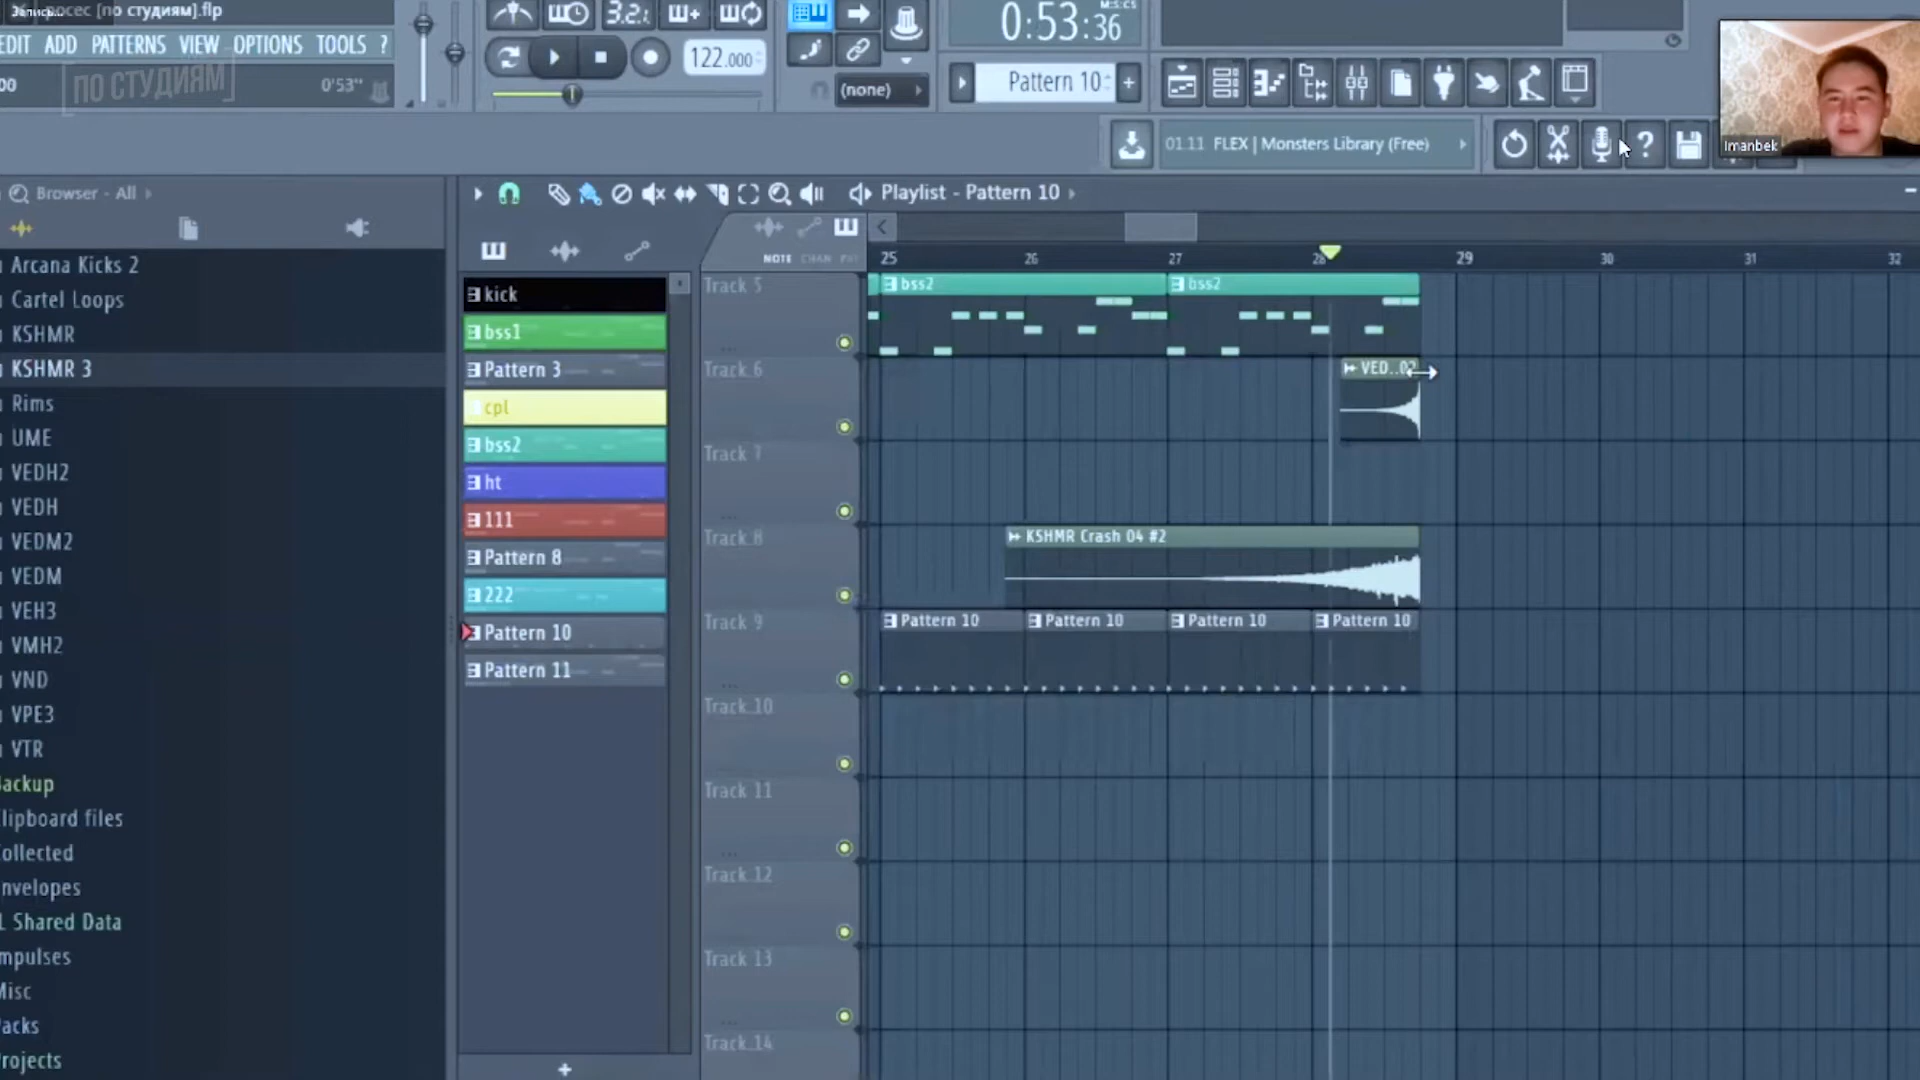 Запись...
росес [по студиям].flp
EDIT ADD PATTERNS VIEW OPTIONS TOOLS ?
00
0'53"
[ПО СТУДИЯМ]
3.2
122.000
0:53:36
M:S:CS
(none)
Pattern 10
+
01.11 FLEX | Monsters Library (Free)
?
Imanbek
Browser - All
Playlist - Pattern 10
NOTE CHAN PAT
25 26 27 28 29 30 31 32
Arcana Kicks 2
Cartel Loops
KSHMR
KSHMR 3
Rims
UME
VEDH2
VEDH
VEDM2
VEDM
VEH3
VMH2
VND
VPE3
VTR
Backup
Clipboard files
Collected
Envelopes
FL Shared Data
Impulses
Misc
Packs
Projects
kick
bss1
Pattern 3
cpl
bss2
ht
111
Pattern 8
222
Pattern 10
Pattern 11
+
Track 5
bss2
bss2
Track 6
VED..02
Track 7
Track 8
KSHMR Crash 04 #2
Track 9
Pattern 10
Pattern 10
Pattern 10
Pattern 10
Track 10
Track 11
Track 12
Track 13
Track 14